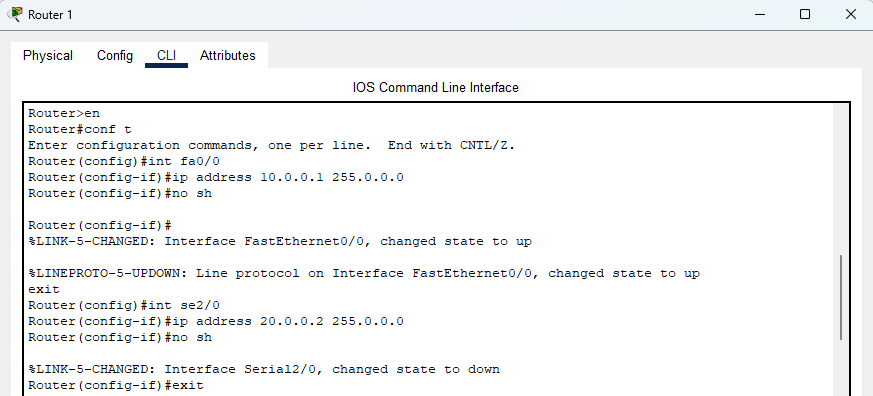 Router 1
Physical Config CLI Attributes
IOS Command Line Interface
Router>en
Router#conf t
Enter configuration commands, one per line.  End with CNTL/Z.
Router(config)#int fa0/0
Router(config-if)#ip address 10.0.0.1 255.0.0.0
Router(config-if)#no sh
Router(config-if)#
%LINK-5-CHANGED: Interface FastEthernet0/0, changed state to up
%LINEPROTO-5-UPDOWN: Line protocol on Interface FastEthernet0/0, changed state to up
exit
Router(config)#int se2/0
Router(config-if)#ip address 20.0.0.2 255.0.0.0
Router(config-if)#no sh
%LINK-5-CHANGED: Interface Serial2/0, changed state to down
Router(config-if)#exit